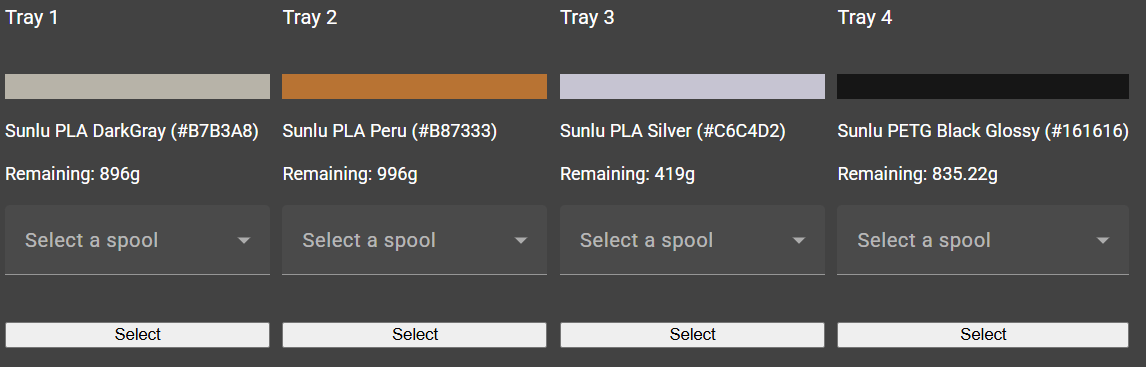 Tray 1
Tray 2
Tray 3
Tray 4
Sunlu PLA DarkGray (#B7B3A8)
Sunlu PLA Peru (#B87333)
Sunlu PLA Silver (#C6C4D2)
Sunlu PETG Black Glossy (#161616)
Remaining: 896g
Remaining: 996g
Remaining: 419g
Remaining: 835.22g
Select a spool
Select a spool
Select a spool
Select a spool
Select
Select
Select
Select